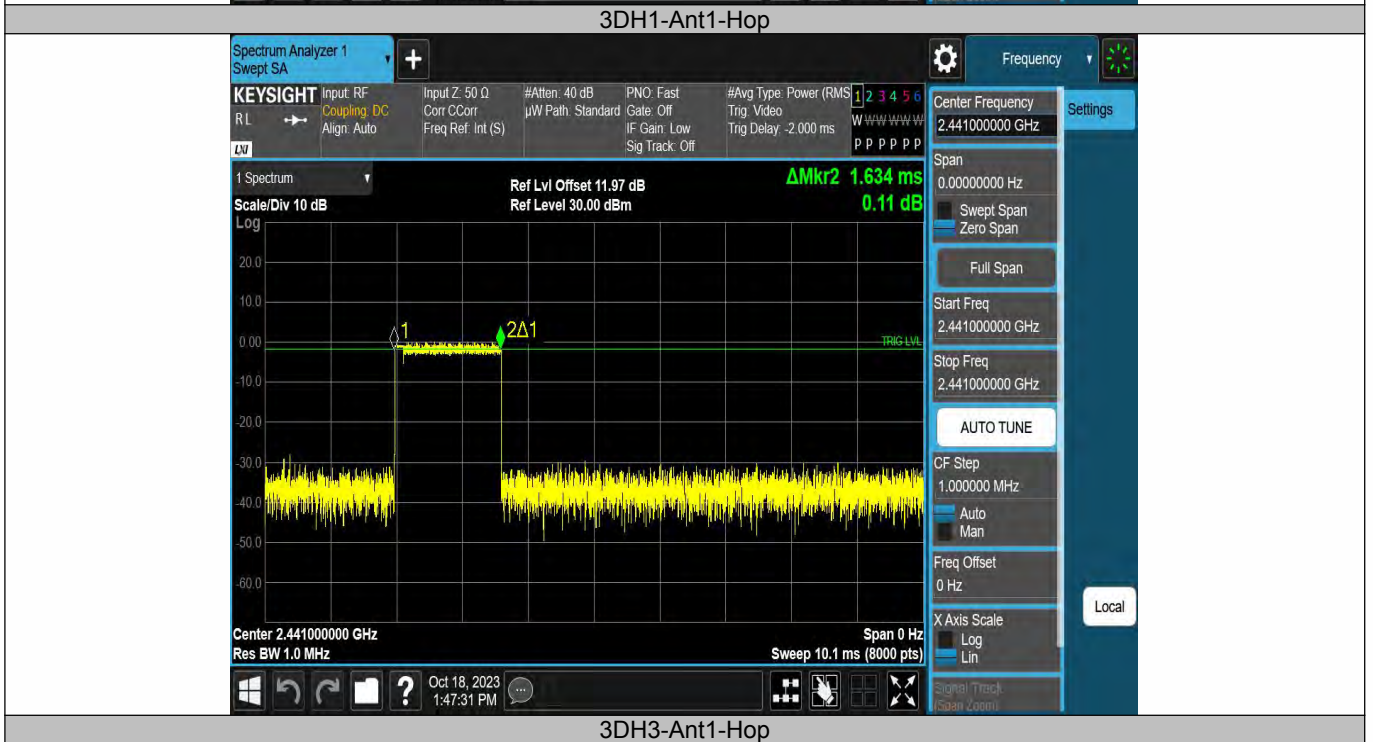 3DH1-Ant1-Hop
Spectrum Analyzer 1
Swept SA
+
Frequency
KEYSIGHT
RL
LXI
Input: RF
Coupling: DC
Align: Auto
Input Z: 50 Ω
Corr CCorr
Freq Ref: Int (S)
#Atten: 40 dB
µW Path: Standard
PNO: Fast
Gate: Off
IF Gain: Low
Sig Track: Off
#Avg Type: Power (RMS
Trig: Video
Trig Delay: -2.000 ms
1 2 3 4 5 6
W W W W W W
P P P P P P
Center Frequency
2.441000000 GHz
Settings
Span
0.00000000 Hz
Swept Span
Zero Span
Full Span
Start Freq
2.441000000 GHz
Stop Freq
2.441000000 GHz
AUTO TUNE
CF Step
1.000000 MHz
Auto
Man
Freq Offset
0 Hz
X Axis Scale
Log
Lin
Signal Track
(Span Zoom)
Local
1 Spectrum
Scale/Div 10 dB
Log
Ref Lvl Offset 11.97 dB
Ref Level 30.00 dBm
ΔMkr2 1.634 ms
0.11 dB
20.0
10.0
1
2Δ1
0.00
TRIG LVL
-10.0
-20.0
-30.0
-40.0
-50.0
-60.0
Center 2.441000000 GHz
Span 0 Hz
Res BW 1.0 MHz
Sweep 10.1 ms (8000 pts)
?
Oct 18, 2023
1:47:31 PM
3DH3-Ant1-Hop